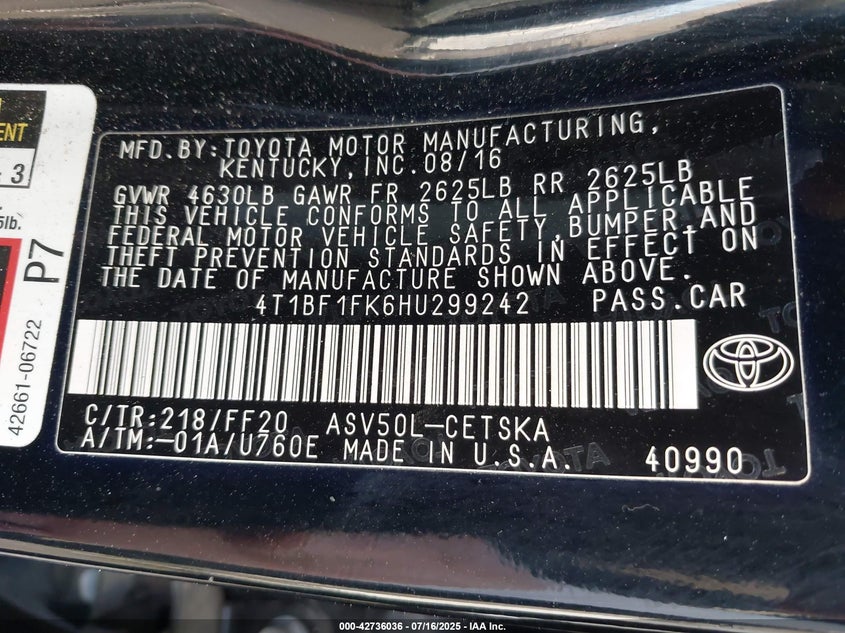 MFD.BY:TOYOTA MOTOR MANUFACTURING,
KENTUCKY,INC.08/16
GVWR 4630LB GAWR FR 2625LB RR 2625LB
THIS VEHICLE CONFORMS TO ALL APPLICABLE
FEDERAL MOTOR VEHICLE SAFETY,BUMPER,AND
THEFT PREVENTION STANDARDS IN EFFECT ON
THE DATE OF MANUFACTURE SHOWN ABOVE.
4T1BF1FK6HU299242 PASS.CAR
C/TR:218/FF20 ASV50L-CETSKA
A/TM:-01A/U760E MADE IN U.S.A. 40990
3
lb.
P7
42661-06722
TOYOTA
000-42736036 - 07/16/2025 - IAA Inc.